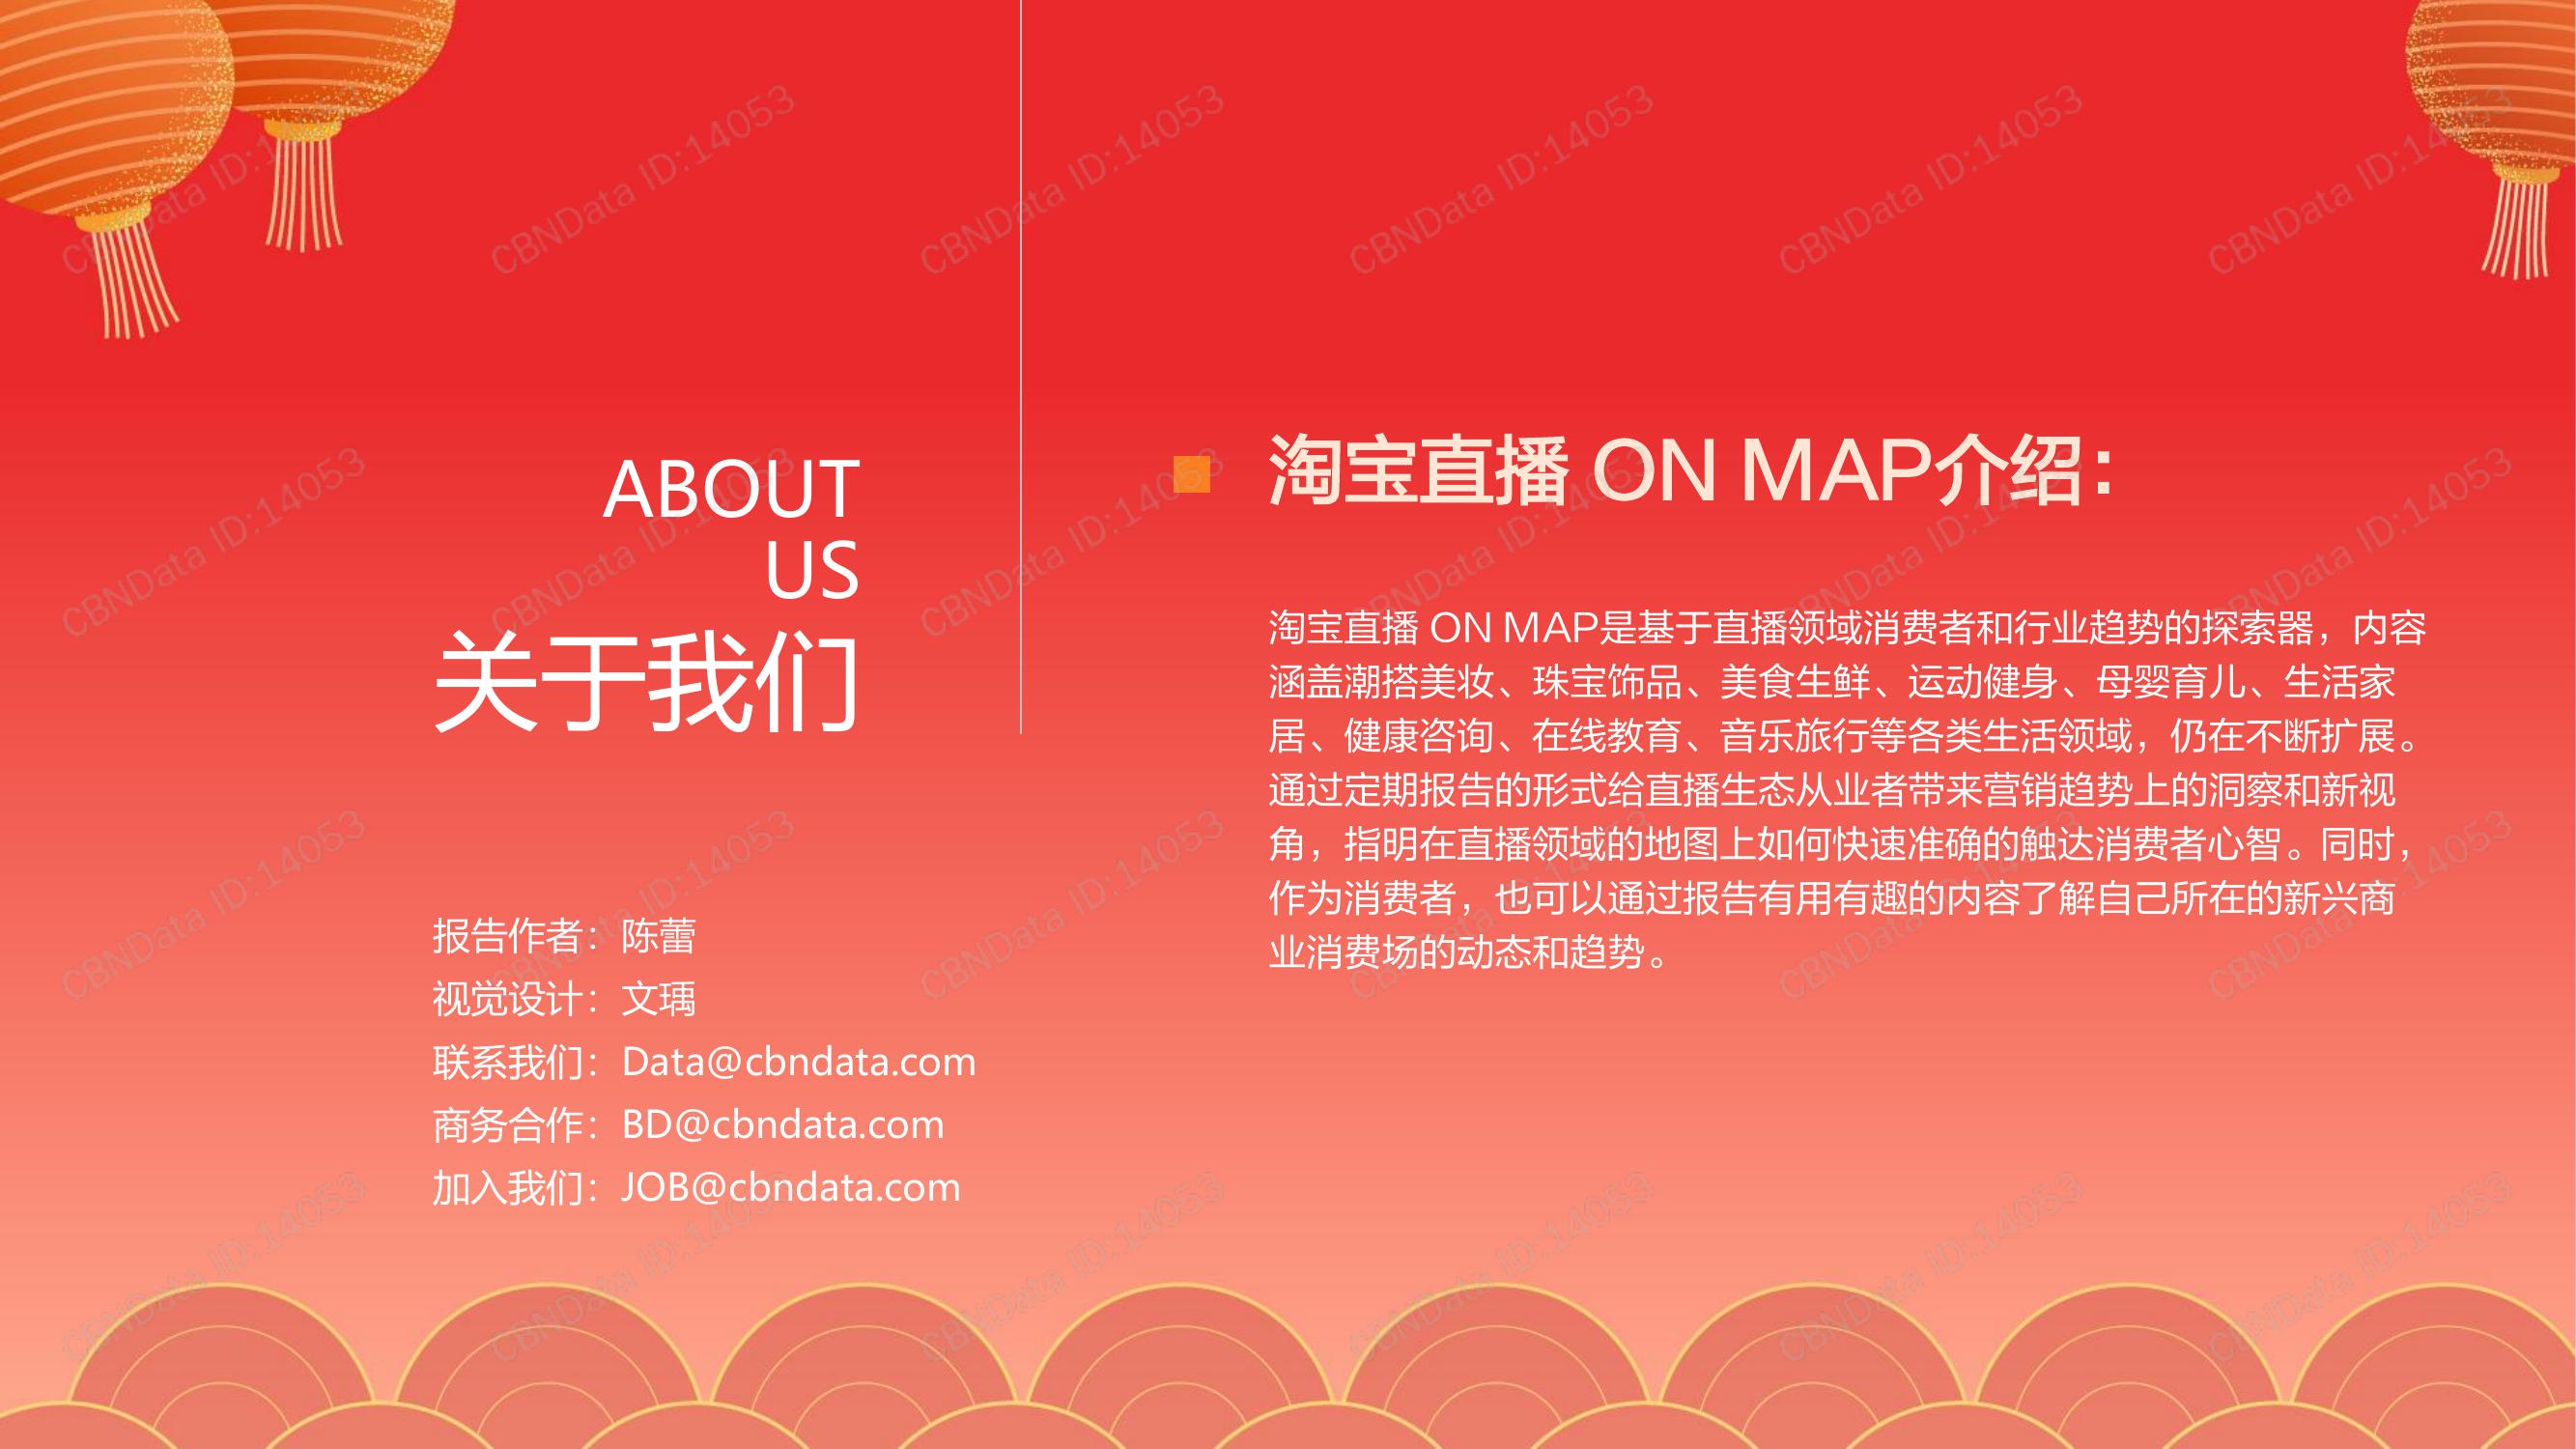 ABOUT
US
关于我们
报告作者：陈蕾
视觉设计：文瑀
联系我们：Data@cbndata.com
商务合作：BD@cbndata.com
加入我们：JOB@cbndata.com
淘宝直播 ON MAP介绍：
淘宝直播 ON MAP是基于直播领域消费者和行业趋势的探索器，内容
涵盖潮搭美妆、珠宝饰品、美食生鲜、运动健身、母婴育儿、生活家
居、健康咨询、在线教育、音乐旅行等各类生活领域，仍在不断扩展。
通过定期报告的形式给直播生态从业者带来营销趋势上的洞察和新视
角，指明在直播领域的地图上如何快速准确的触达消费者心智。同时，
作为消费者，也可以通过报告有用有趣的内容了解自己所在的新兴商
业消费场的动态和趋势。
CBNData ID:14053